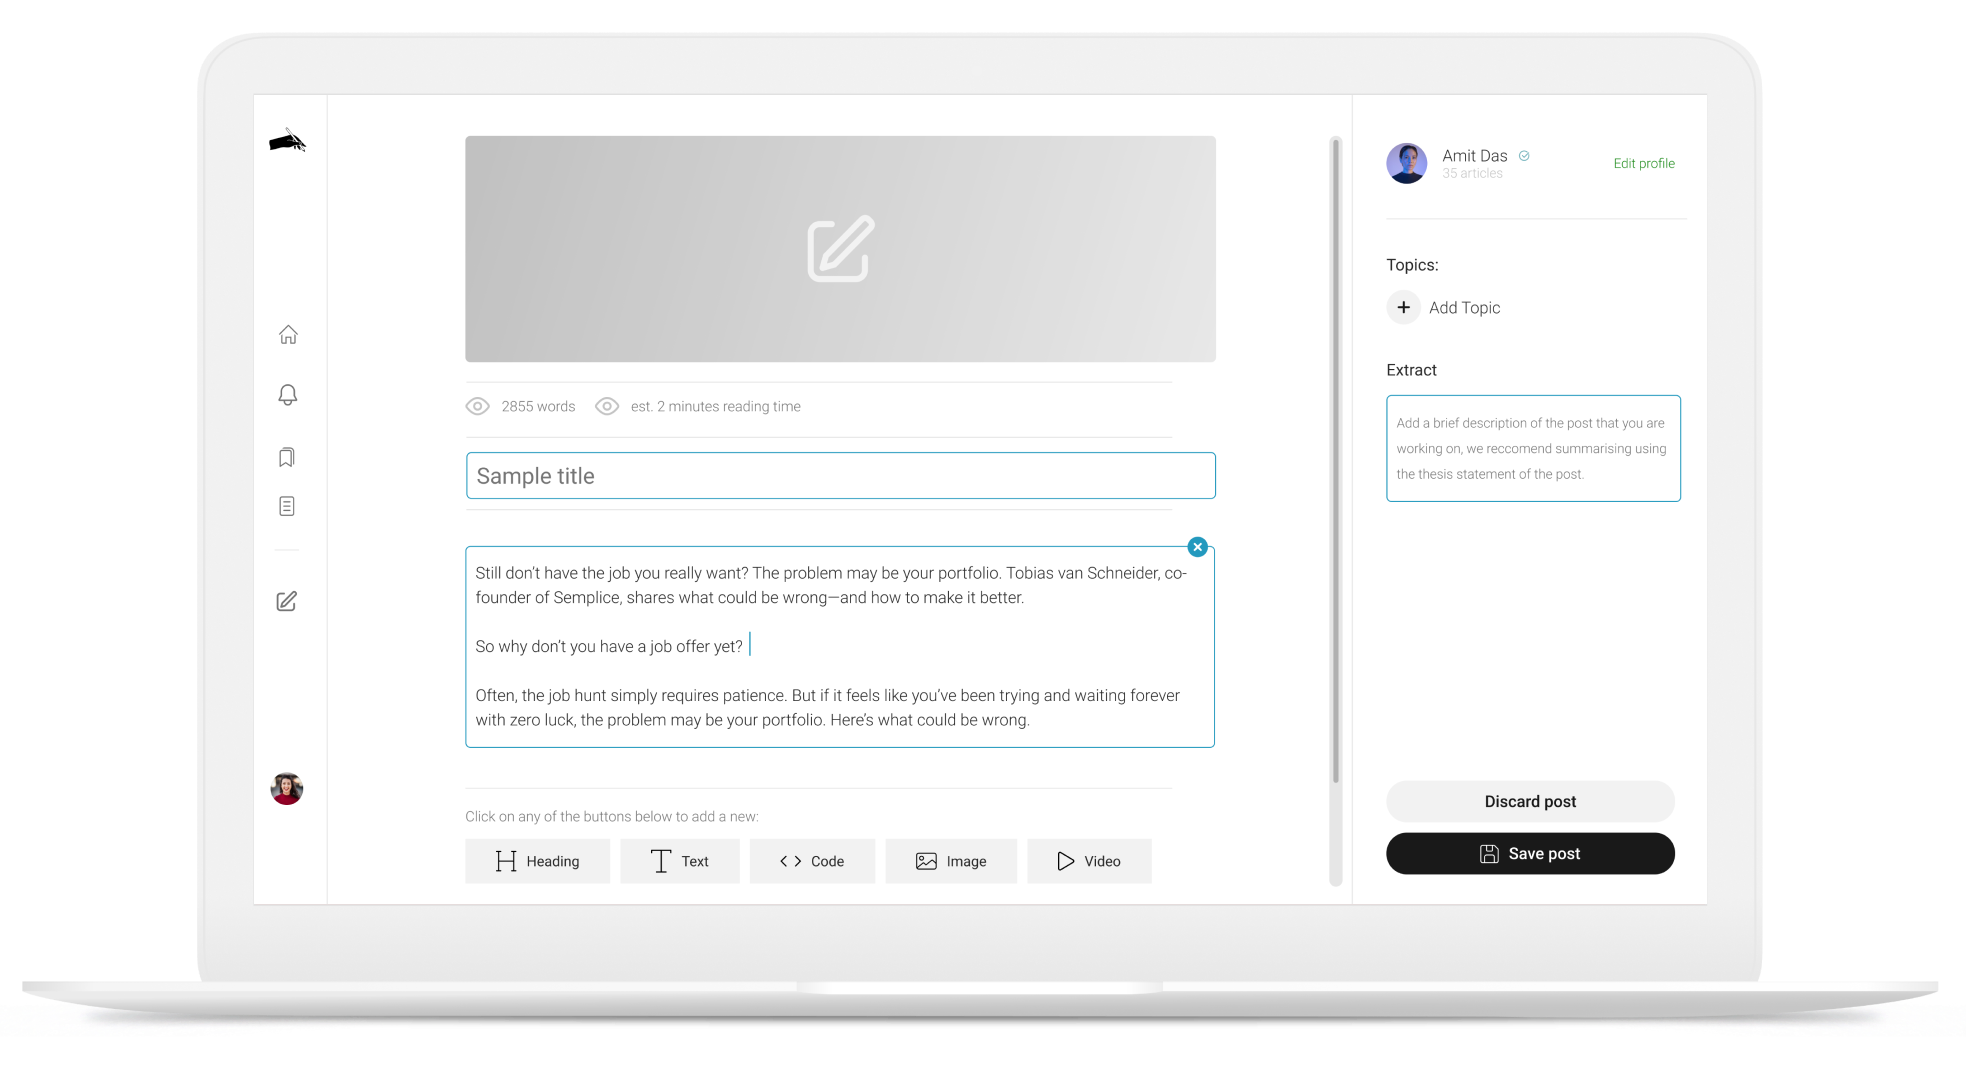 Amit Das
35 articles
Edit profile
2855 words
est. 2 minutes reading time
Sample title
Still don’t have the job you really want? The problem may be your portfolio. Tobias van Schneider, co-
founder of Semplice, shares what could be wrong—and how to make it better.
So why don’t you have a job offer yet?
Often, the job hunt simply requires patience. But if it feels like you’ve been trying and waiting forever
with zero luck, the problem may be your portfolio. Here’s what could be wrong.
Click on any of the buttons below to add a new:
Heading
Text
Code
Image
Video
Topics:
Add Topic
Extract
Add a brief description of the post that you are
working on, we reccomend summarising using
the thesis statement of the post.
Discard post
Save post